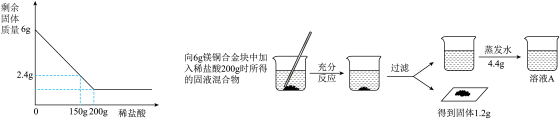 剩余
固体
质量
6g
2.4g
0
150g
200g
稀盐酸
向6g镁铜合金块中加
入稀盐酸200g时所得
的固液混合物
充分
反应
过滤
蒸发水
4.4g
溶液A
得到固体1.2g